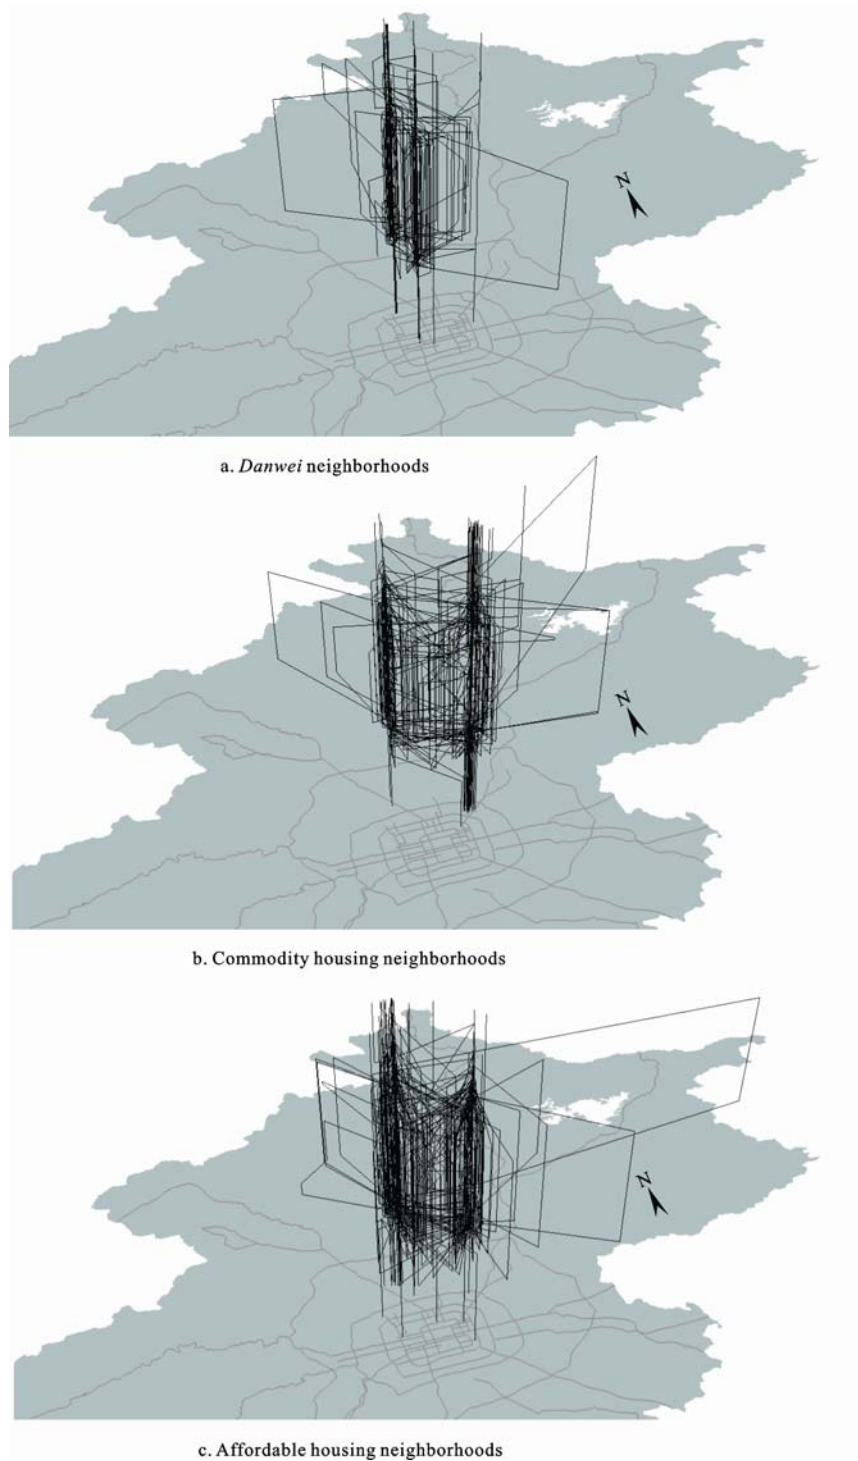 N
a. Danwei neighborhoods
N
b. Commodity housing neighborhoods
N
c. Affordable housing neighborhoods